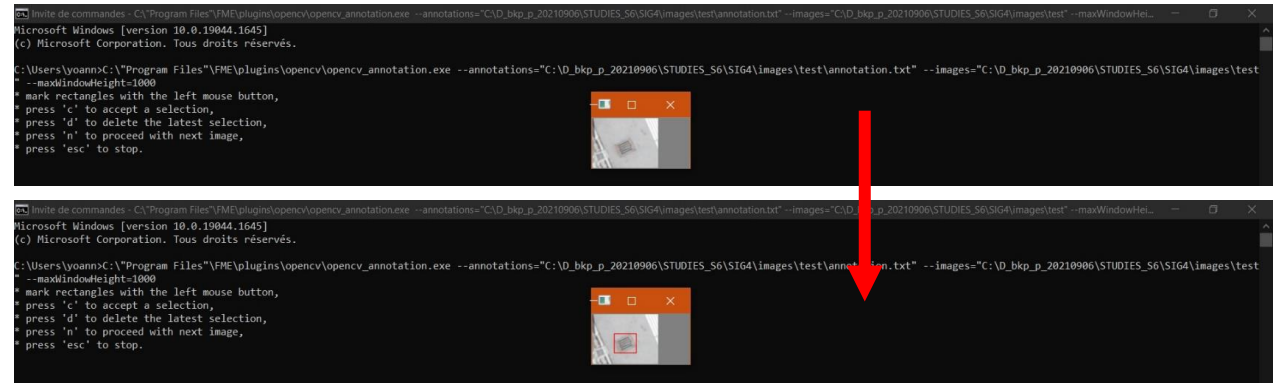 Invite de commandes - C:\"Program Files"\FME\plugins\opencv\opencv_annotation.exe --annotations="C:\D_bkp_p_20210906\STUDIES_S6\SIG4\images\test\annotation.txt" --images="C:\D_bkp_p_20210906\STUDIES_S6\SIG4\images\test" --maxWindowHei...
Microsoft Windows [version 10.0.19044.1645]
(c) Microsoft Corporation. Tous droits réservés.
C:\Users\yoann>C:\"Program Files"\FME\plugins\opencv\opencv_annotation.exe --annotations="C:\D_bkp_p_20210906\STUDIES_S6\SIG4\images\test\annotation.txt" --images="C:\D_bkp_p_20210906\STUDIES_S6\SIG4\images\test
" --maxWindowHeight=1000
* mark rectangles with the left mouse button,
* press 'c' to accept a selection,
* press 'd' to delete the latest selection,
* press 'n' to proceed with next image,
* press 'esc' to stop.
Invite de commandes - C:\"Program Files"\FME\plugins\opencv\opencv_annotation.exe --annotations="C:\D_bkp_p_20210906\STUDIES_S6\SIG4\images\test\annotation.txt" --images="C:\D_bkp_p_20210906\STUDIES_S6\SIG4\images\test" --maxWindowHei...
Microsoft Windows [version 10.0.19044.1645]
(c) Microsoft Corporation. Tous droits réservés.
C:\Users\yoann>C:\"Program Files"\FME\plugins\opencv\opencv_annotation.exe --annotations="C:\D_bkp_p_20210906\STUDIES_S6\SIG4\images\test\annotation.txt" --images="C:\D_bkp_p_20210906\STUDIES_S6\SIG4\images\test
" --maxWindowHeight=1000
* mark rectangles with the left mouse button,
* press 'c' to accept a selection,
* press 'd' to delete the latest selection,
* press 'n' to proceed with next image,
* press 'esc' to stop.